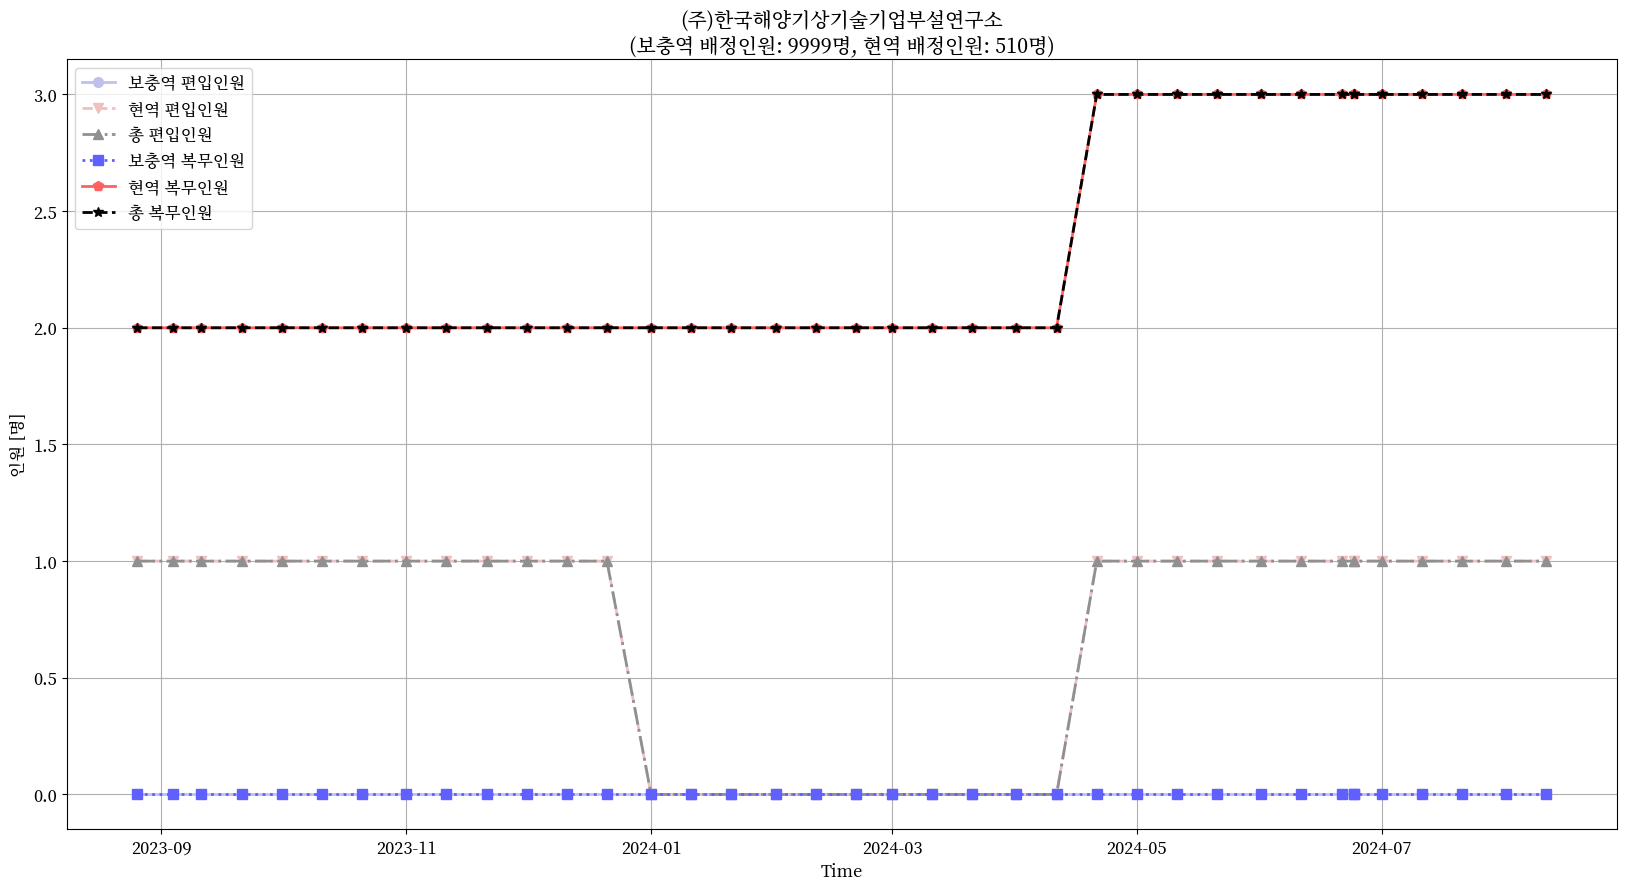 (주)한국해양기상기술기업부설연구소
(보충역 배정인원: 9999명, 현역 배정인원: 510명)
보충역 편입인원
현역 편입인원
총 편입인원
보충역 복무인원
현역 복무인원
총 복무인원
3.0
2.5
2.0
1.5
1.0
0.5
0.0
인원 [명]
2023-09
2023-11
2024-01
2024-03
2024-05
2024-07
Time